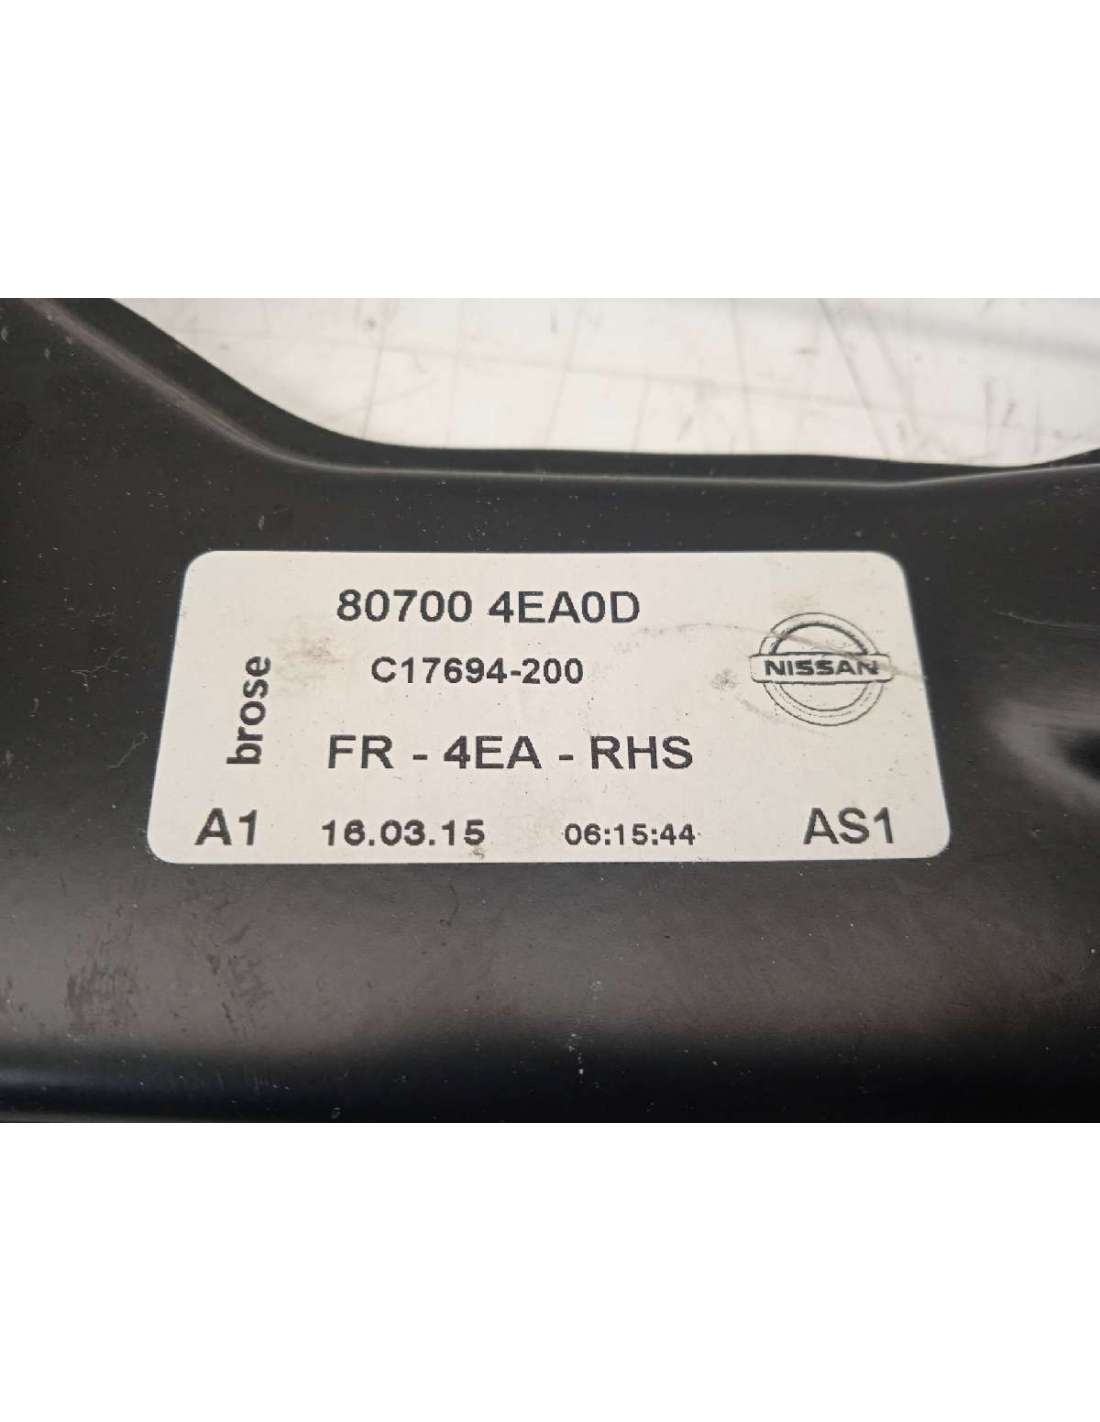 80700 4EA0D
C17694-200
NISSAN
brose
FR - 4EA - RHS
A1 16.03.15 06:15:44 AS1